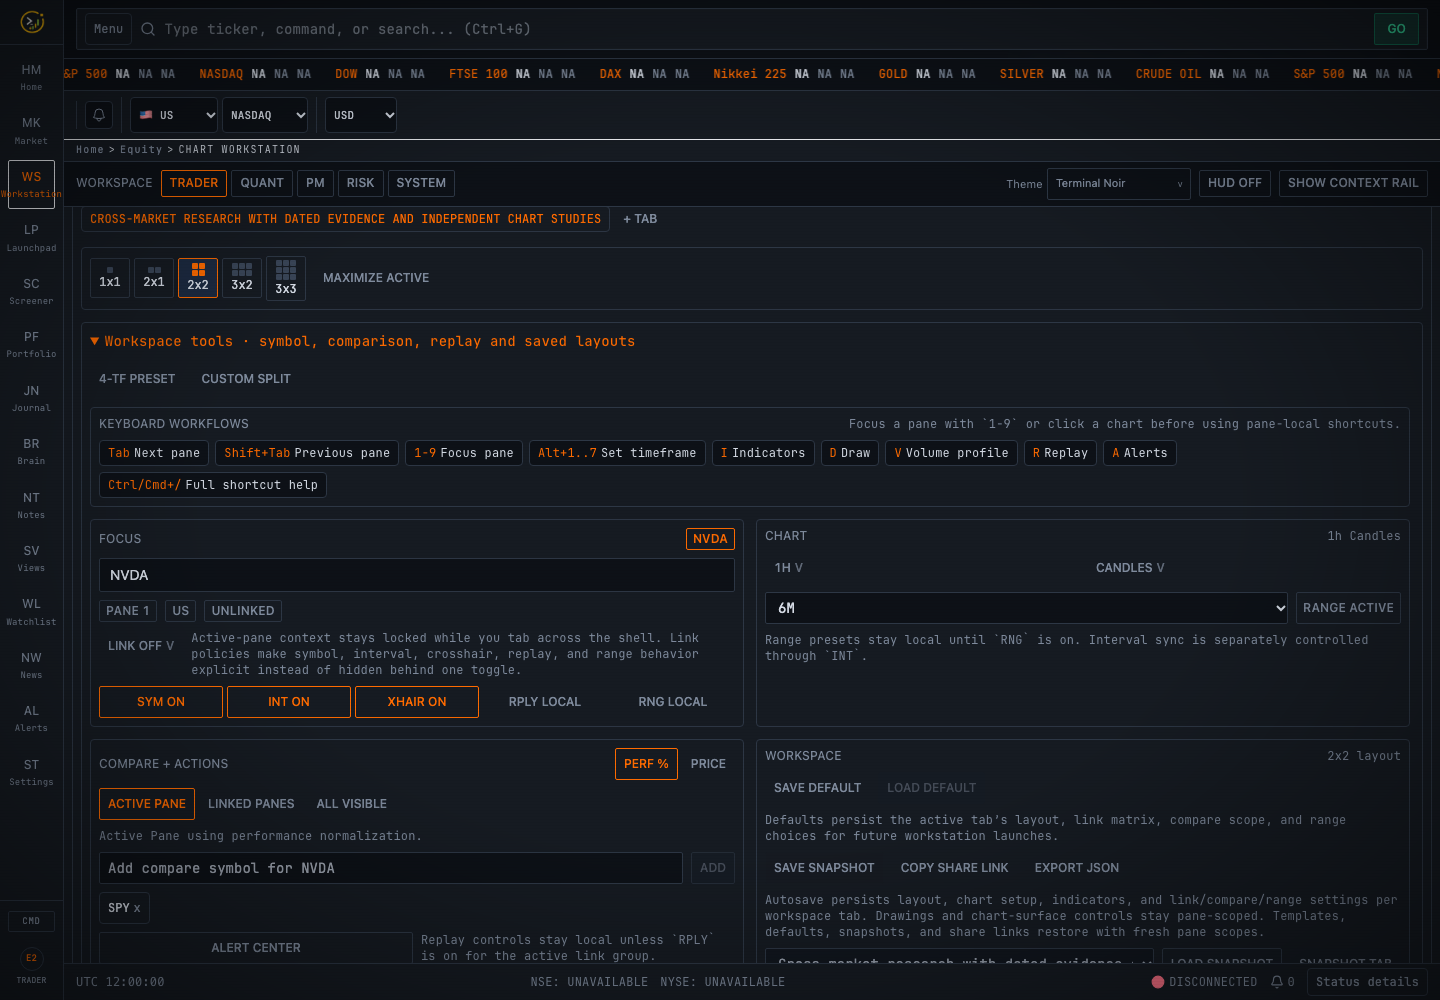 Menu Type ticker, command, or search... (Ctrl+G) GO
&P 500 NA NA NA NASDAQ NA NA NA DOW NA NA NA FTSE 100 NA NA NA DAX NA NA NA Nikkei 225 NA NA NA GOLD NA NA NA SILVER NA NA NA CRUDE OIL NA NA NA S&P 500 NA NA NA
US NASDAQ USD
Home > Equity > CHART WORKSTATION
WORKSPACE TRADER QUANT PM RISK SYSTEM Theme Terminal Noir v HUD OFF SHOW CONTEXT RAIL
HM
Home
MK
Market
WS
Workstation
LP
Launchpad
SC
Screener
PF
Portfolio
JN
Journal
BR
Brain
NT
Notes
SV
Views
WL
Watchlist
NW
News
AL
Alerts
ST
Settings
CMD
E2
TRADER
CROSS-MARKET RESEARCH WITH DATED EVIDENCE AND INDEPENDENT CHART STUDIES + TAB
1x1 2x1 2x2 3x2 3x3 MAXIMIZE ACTIVE
▼ Workspace tools · symbol, comparison, replay and saved layouts
4-TF PRESET CUSTOM SPLIT
KEYBOARD WORKFLOWS Focus a pane with `1-9` or click a chart before using pane-local shortcuts.
Tab Next pane Shift+Tab Previous pane 1-9 Focus pane Alt+1..7 Set timeframe I Indicators D Draw V Volume profile R Replay A Alerts
Ctrl/Cmd+/ Full shortcut help
FOCUS NVDA
NVDA
PANE 1 US UNLINKED
LINK OFF V
Active-pane context stays locked while you tab across the shell. Link
policies make symbol, interval, crosshair, replay, and range behavior
explicit instead of hidden behind one toggle.
SYM ON INT ON XHAIR ON RPLY LOCAL RNG LOCAL
CHART 1h Candles
1H V CANDLES V
6M RANGE ACTIVE
Range presets stay local until `RNG` is on. Interval sync is separately controlled
through `INT`.
COMPARE + ACTIONS PERF % PRICE
ACTIVE PANE LINKED PANES ALL VISIBLE
Active Pane using performance normalization.
Add compare symbol for NVDA ADD
SPY x
ALERT CENTER
Replay controls stay local unless `RPLY`
is on for the active link group.
WORKSPACE 2x2 layout
SAVE DEFAULT LOAD DEFAULT
Defaults persist the active tab's layout, link matrix, compare scope, and range
choices for future workstation launches.
SAVE SNAPSHOT COPY SHARE LINK EXPORT JSON
Autosave persists layout, chart setup, indicators, and link/compare/range settings per
workspace tab. Drawings and chart-surface controls stay pane-scoped. Templates,
defaults, snapshots, and share links restore with fresh pane scopes.
Cross-market research with dated evidence LOAD SNAPSHOT SNAPSHOT TAB
UTC 12:00:00 NSE: UNAVAILABLE NYSE: UNAVAILABLE DISCONNECTED 0 Status details